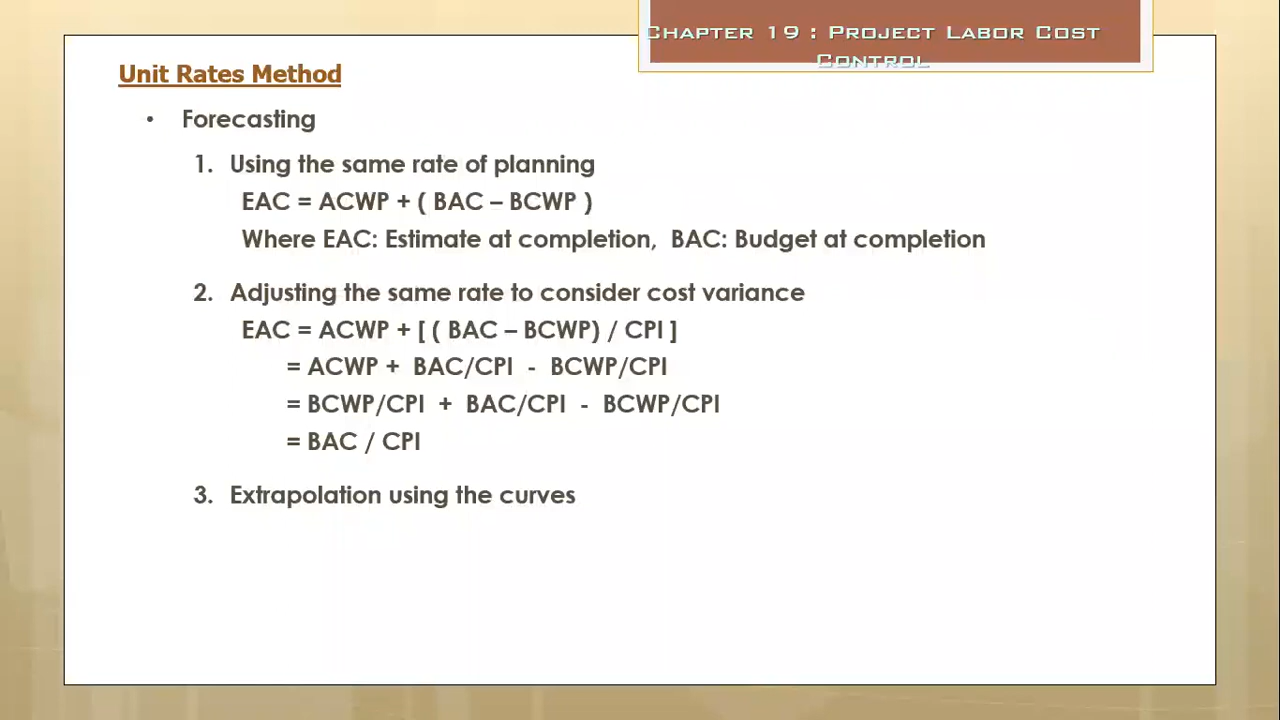 Chapter 19 : Project Labor Cost
Control
Unit Rates Method
• Forecasting
1. Using the same rate of planning
EAC = ACWP + ( BAC – BCWP )
Where EAC: Estimate at completion, BAC: Budget at completion
2. Adjusting the same rate to consider cost variance
EAC = ACWP + [ ( BAC – BCWP) / CPI ]
= ACWP + BAC/CPI - BCWP/CPI
= BCWP/CPI + BAC/CPI - BCWP/CPI
= BAC / CPI
3. Extrapolation using the curves